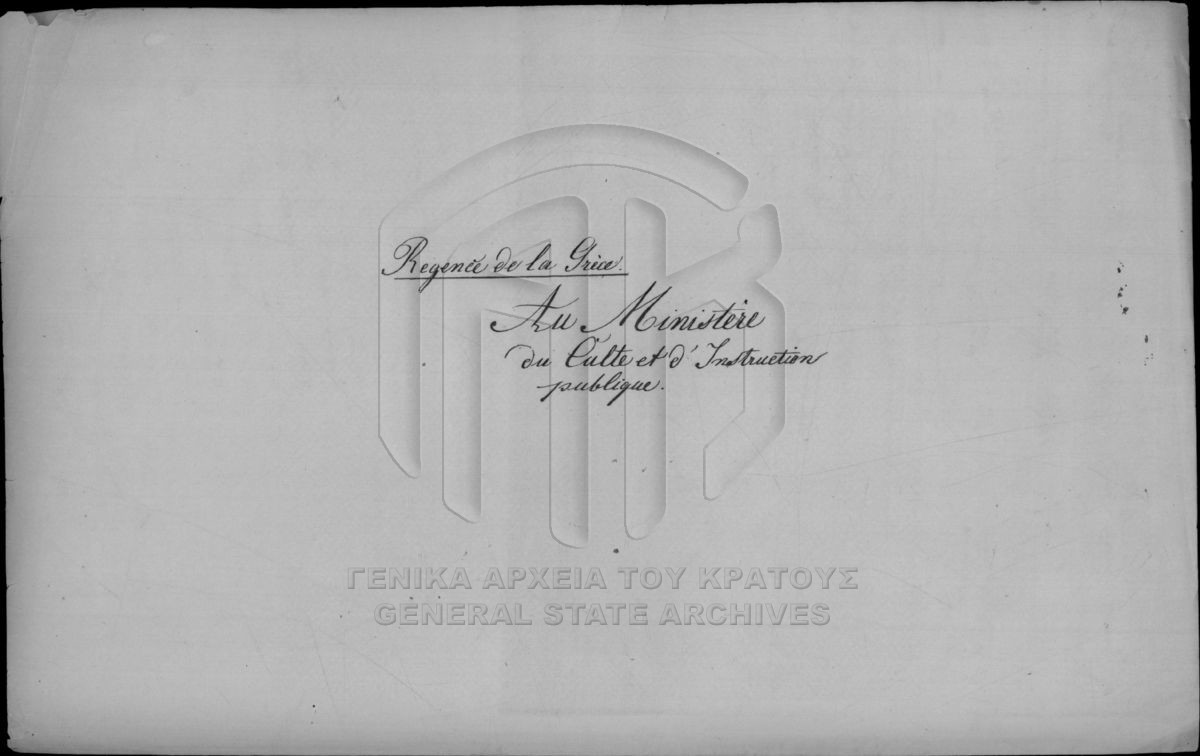 Regence de la Grèce.
Au Ministère
du Culte et d'Instruction
publique.
ΓΕΝΙΚΑ ΑΡΧΕΙΑ ΤΟΥ ΚΡΑΤΟΥΣ
GENERAL STATE ARCHIVES